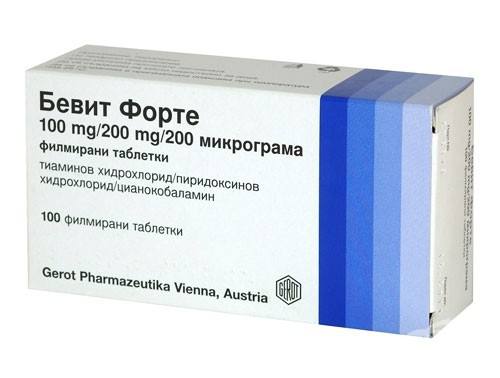 Бевит Форте
100 mg/200 mg/200 микрограма
филмирани таблетки
тиаминов хидрохлорид/пиридоксинов
хидрохлорид/цианокобаламин
100 филмирани таблетки
Gerot Pharmazeutika Vienna, Austria
GEROT